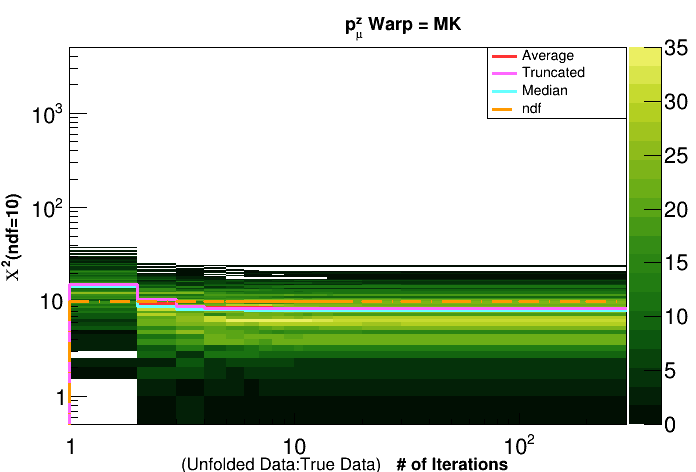 p^z_μ Warp = MK
Average
Truncated
Median
ndf
35
30
25
20
15
10
5
0
10^3
10^2
10
1
χ^2(ndf=10)
1
10
10^2
(Unfolded Data:True Data) # of Iterations